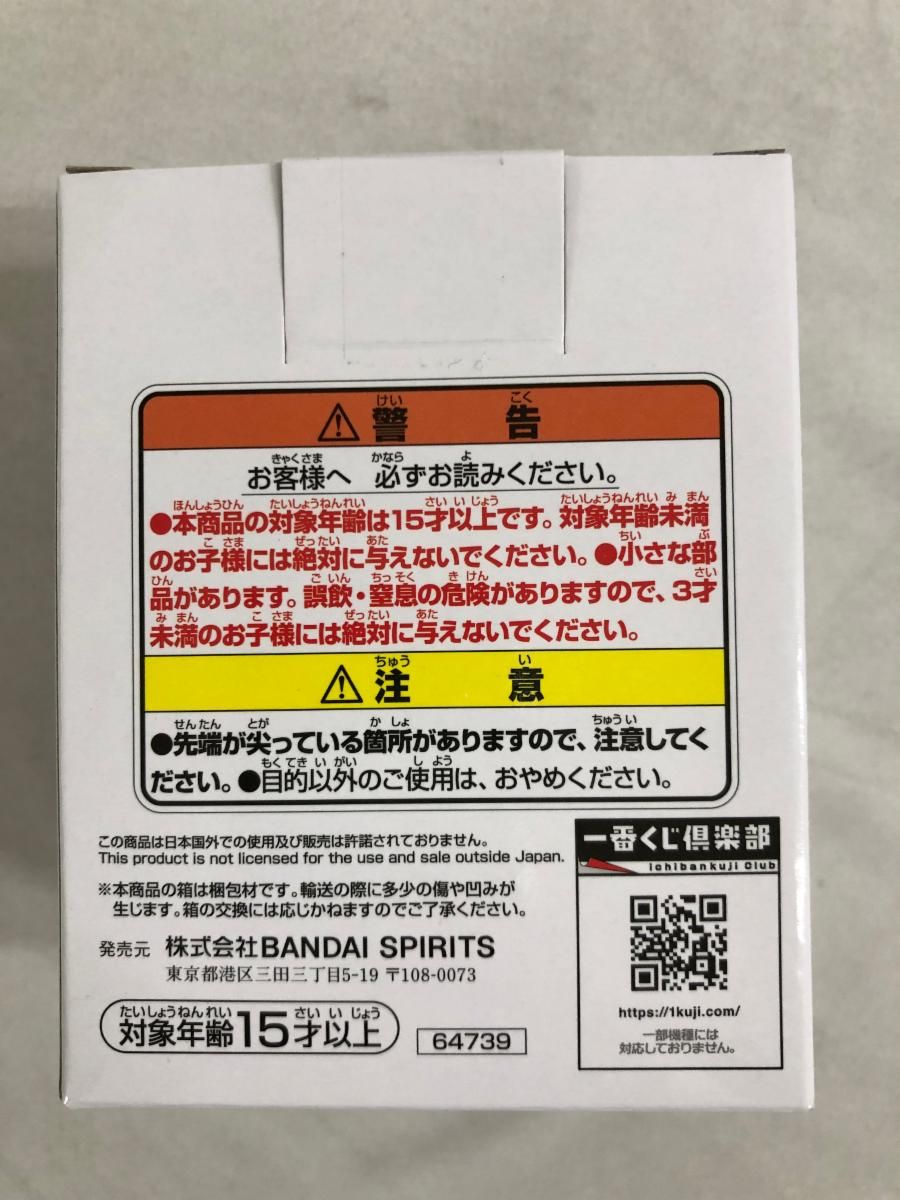 ⚠警告
お客様へ 必ずお読みください。
●本商品の対象年齢は15才以上です。対象年齢未満
のお子様には絶対に与えないでください。●小さな部
品があります。誤飲・窒息の危険がありますので、3才
未満のお子様には絶対に与えないでください。
⚠注意
●先端が尖っている箇所がありますので、注意してく
ださい。●目的以外のご使用は、おやめください。
この商品は日本国外での使用及び販売は許諾されておりません。
This product is not licensed for the use and sale outside Japan.
※本商品の箱は梱包材です。輸送の際に多少の傷や凹みが
生じます。箱の交換には応じかねますのでご了承ください。
発売元 株式会社BANDAI SPIRITS
東京都港区三田三丁目5-19 〒108-0073
対象年齢15才以上
64739
一番くじ倶楽部
Ichibankuji Club
https://1kuji.com/
一部機種には
対応しておりません。